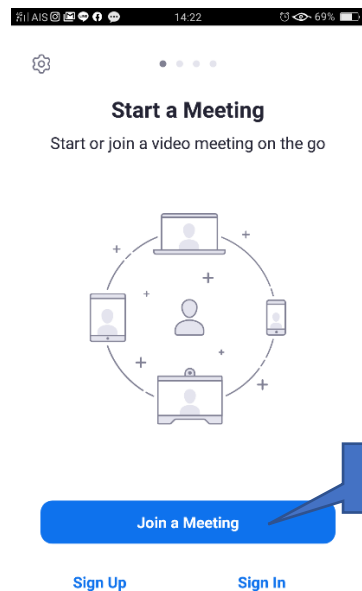 AIS 14:22 69%
Start a Meeting
Start or join a video meeting on the go
Join a Meeting
Sign Up Sign In